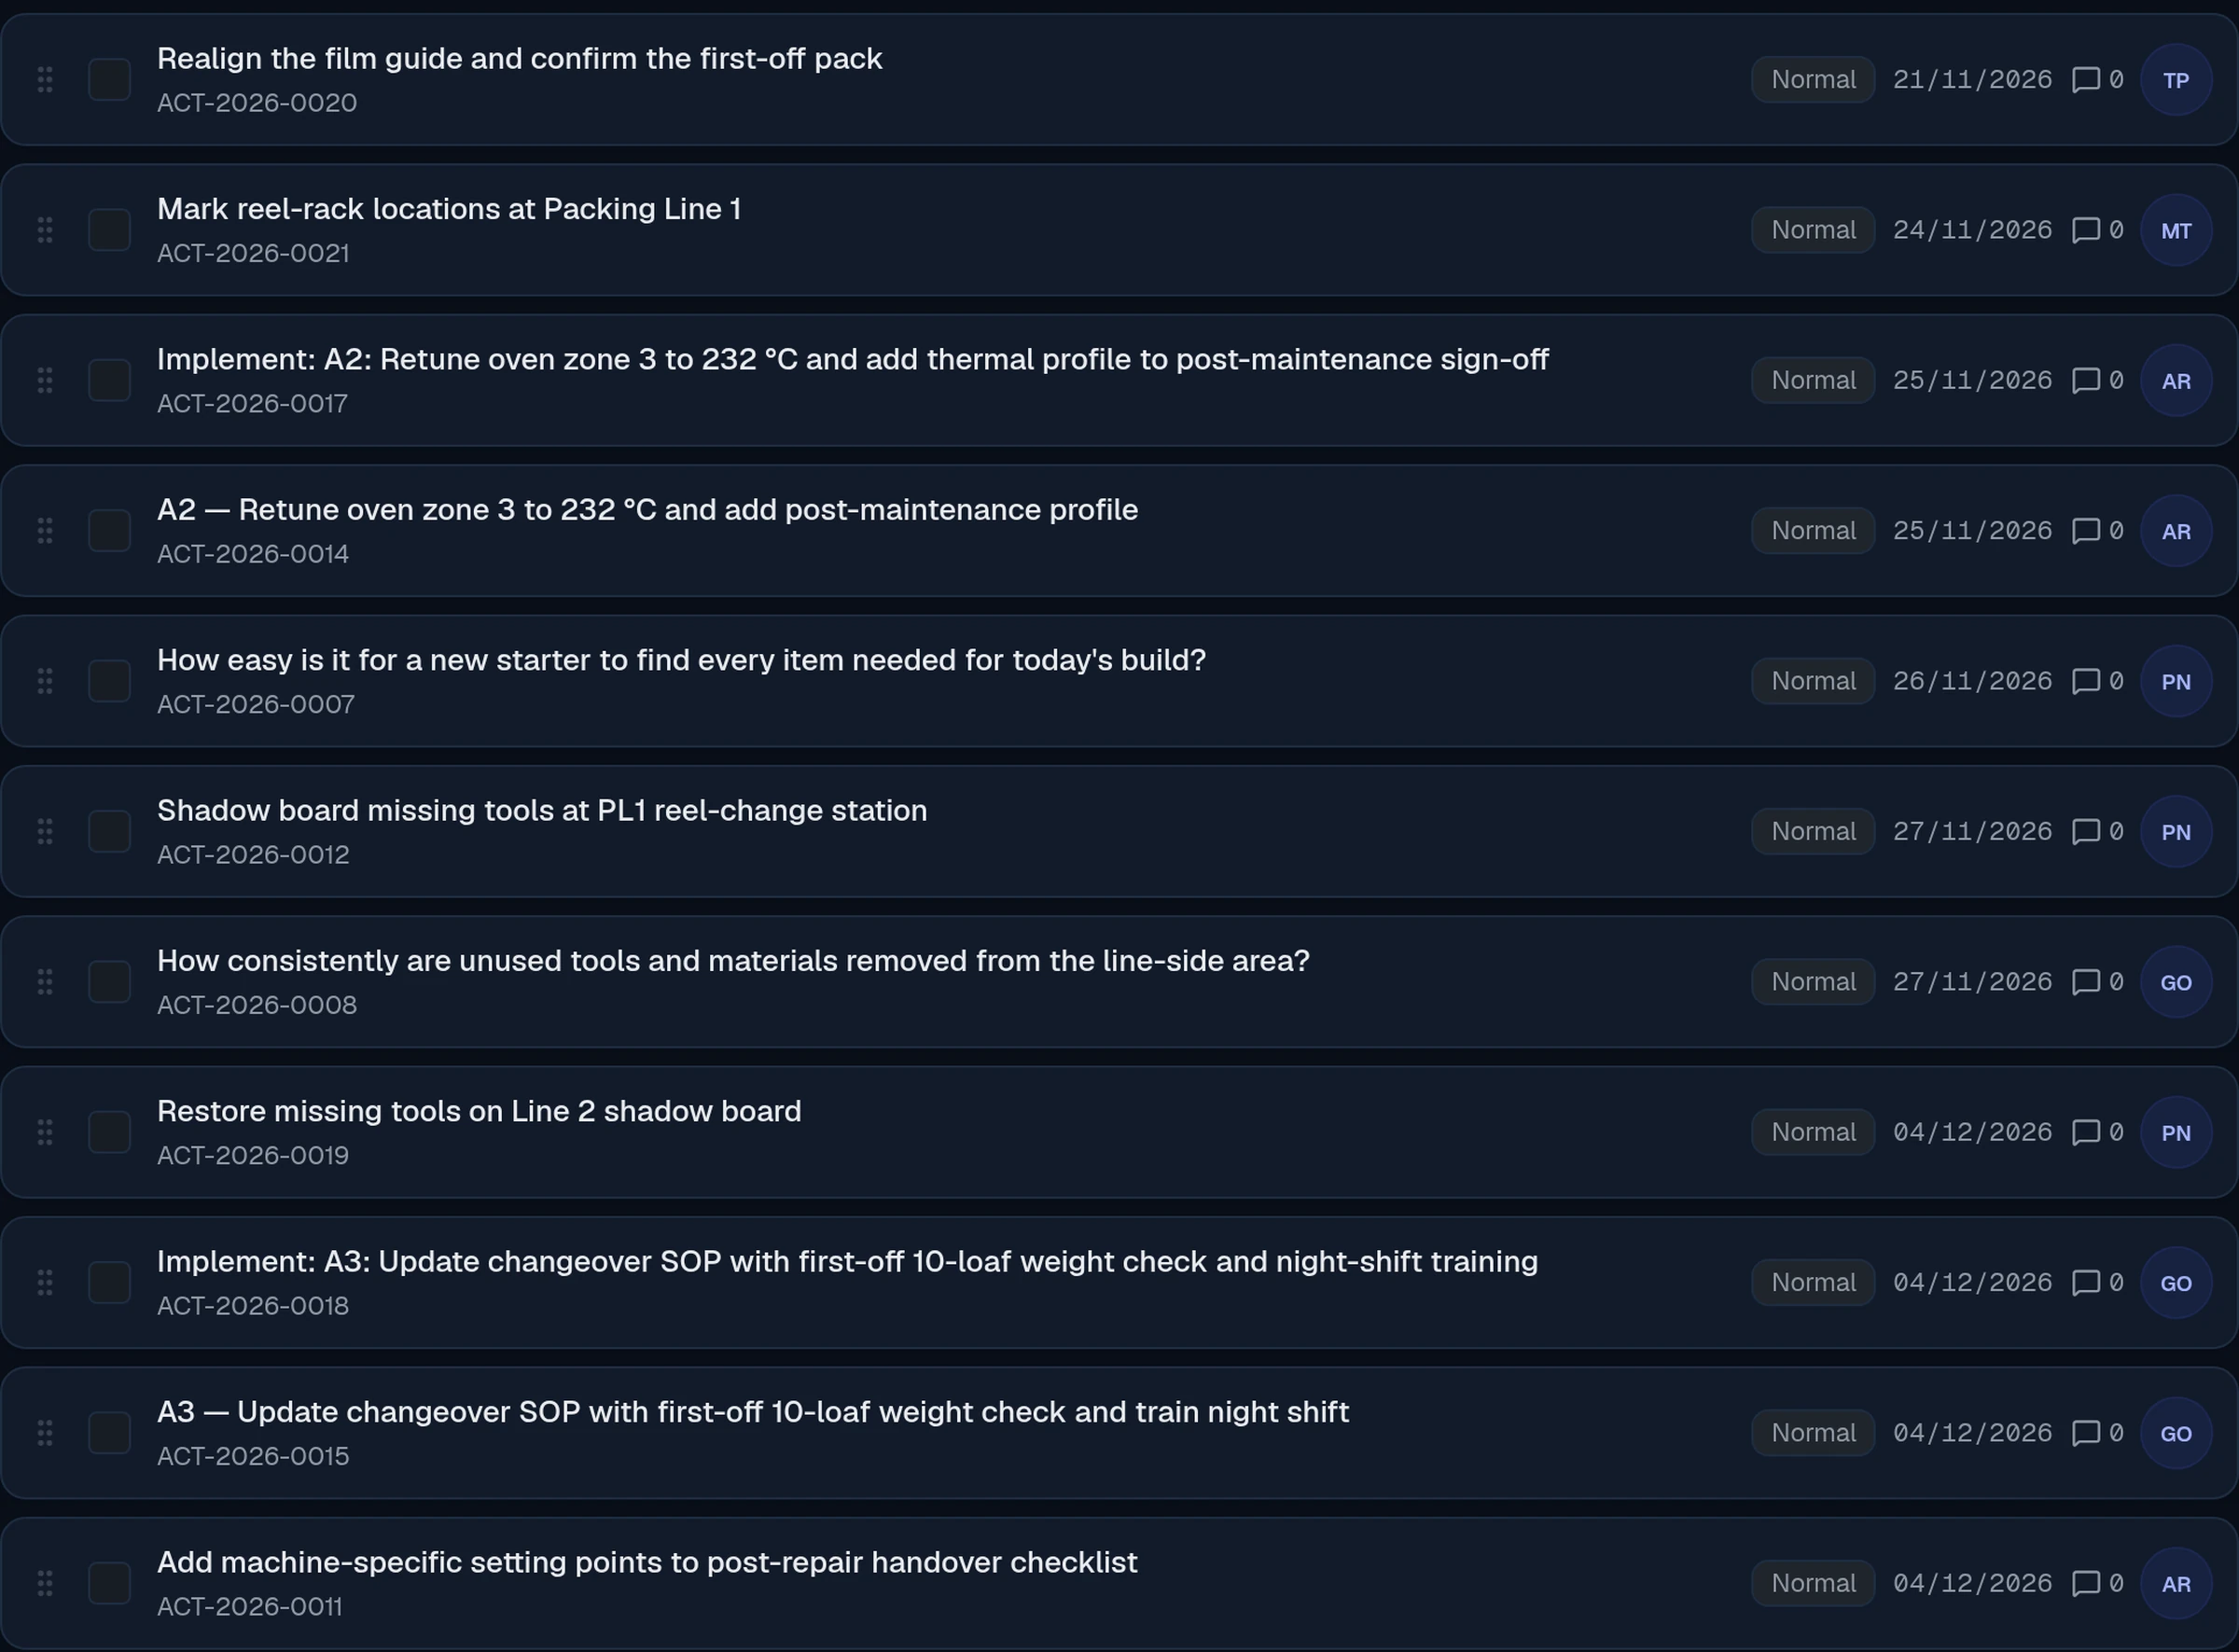 Realign the film guide and confirm the first-off pack
ACT-2026-0020
Normal 21/11/2026 0 TP
Mark reel-rack locations at Packing Line 1
ACT-2026-0021
Normal 24/11/2026 0 MT
Implement: A2: Retune oven zone 3 to 232 °C and add thermal profile to post-maintenance sign-off
ACT-2026-0017
Normal 25/11/2026 0 AR
A2 — Retune oven zone 3 to 232 °C and add post-maintenance profile
ACT-2026-0014
Normal 25/11/2026 0 AR
How easy is it for a new starter to find every item needed for today's build?
ACT-2026-0007
Normal 26/11/2026 0 PN
Shadow board missing tools at PL1 reel-change station
ACT-2026-0012
Normal 27/11/2026 0 PN
How consistently are unused tools and materials removed from the line-side area?
ACT-2026-0008
Normal 27/11/2026 0 GO
Restore missing tools on Line 2 shadow board
ACT-2026-0019
Normal 04/12/2026 0 PN
Implement: A3: Update changeover SOP with first-off 10-loaf weight check and night-shift training
ACT-2026-0018
Normal 04/12/2026 0 GO
A3 — Update changeover SOP with first-off 10-loaf weight check and train night shift
ACT-2026-0015
Normal 04/12/2026 0 GO
Add machine-specific setting points to post-repair handover checklist
ACT-2026-0011
Normal 04/12/2026 0 AR